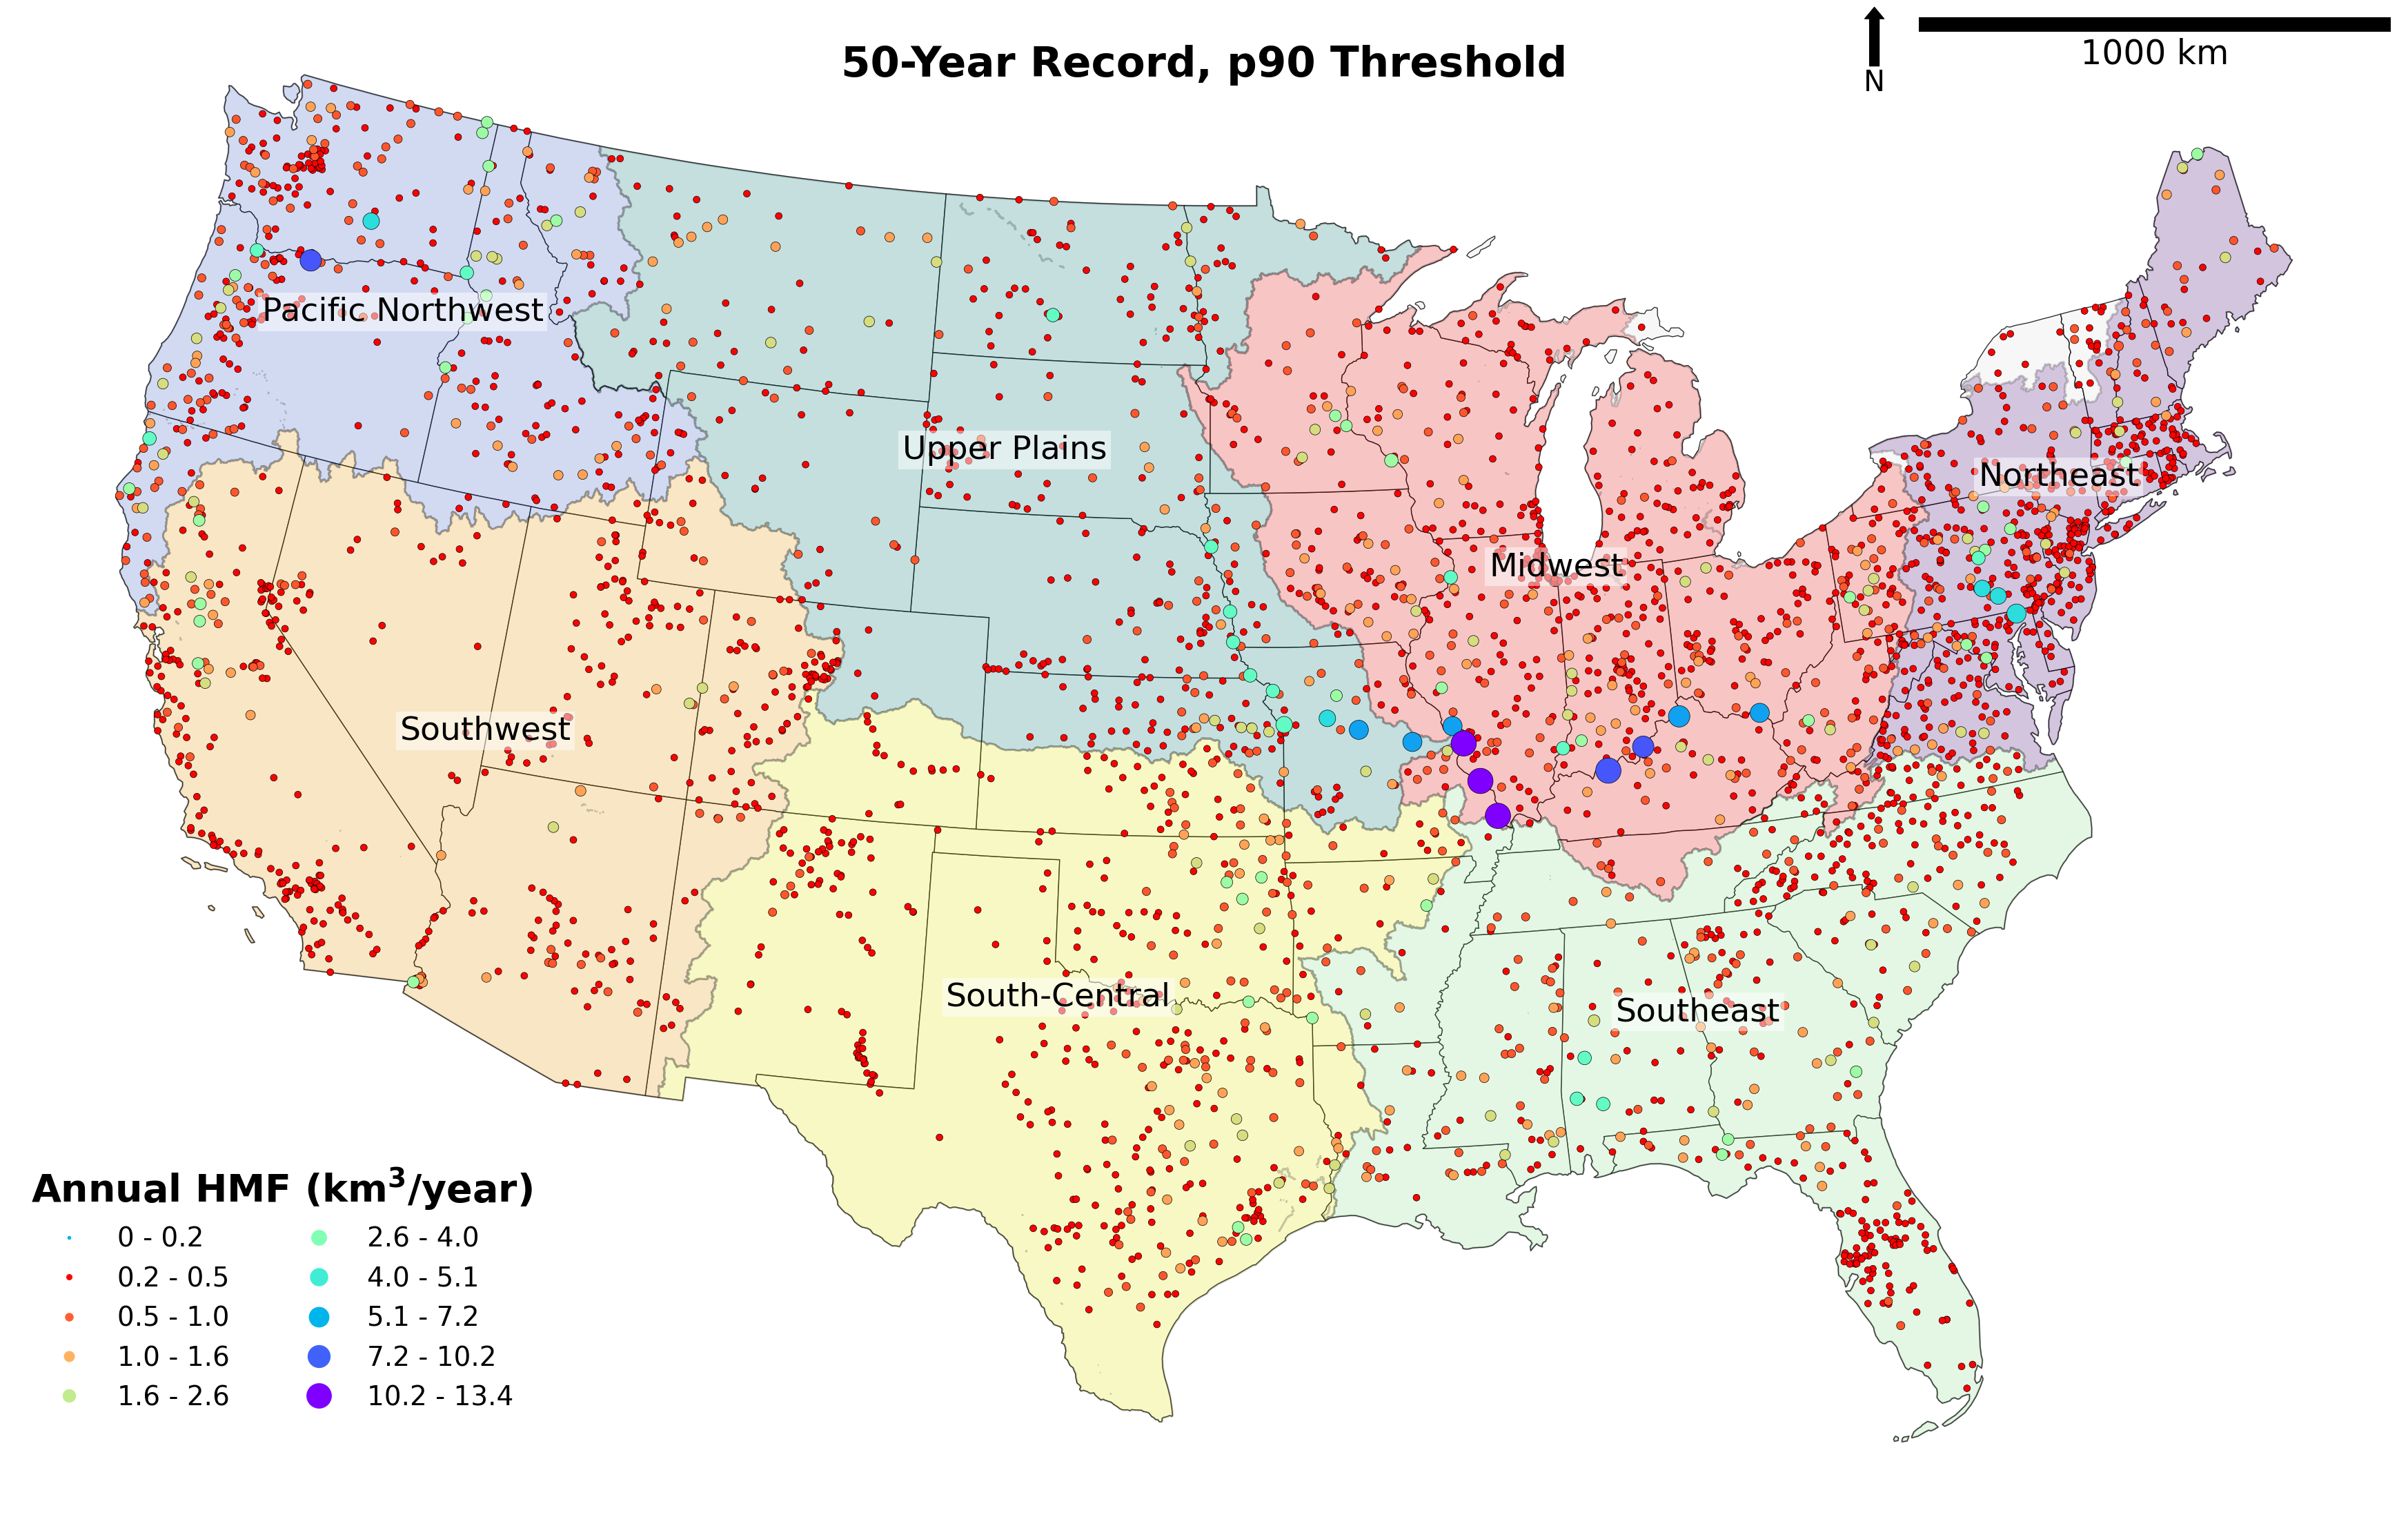 50-Year Record, p90 Threshold
1000 km
N
Pacific Northwest
Upper Plains
Northeast
Midwest
Southwest
South-Central
Southeast
Annual HMF (km³/year)
0 - 0.2
0.2 - 0.5
0.5 - 1.0
1.0 - 1.6
1.6 - 2.6
2.6 - 4.0
4.0 - 5.1
5.1 - 7.2
7.2 - 10.2
10.2 - 13.4